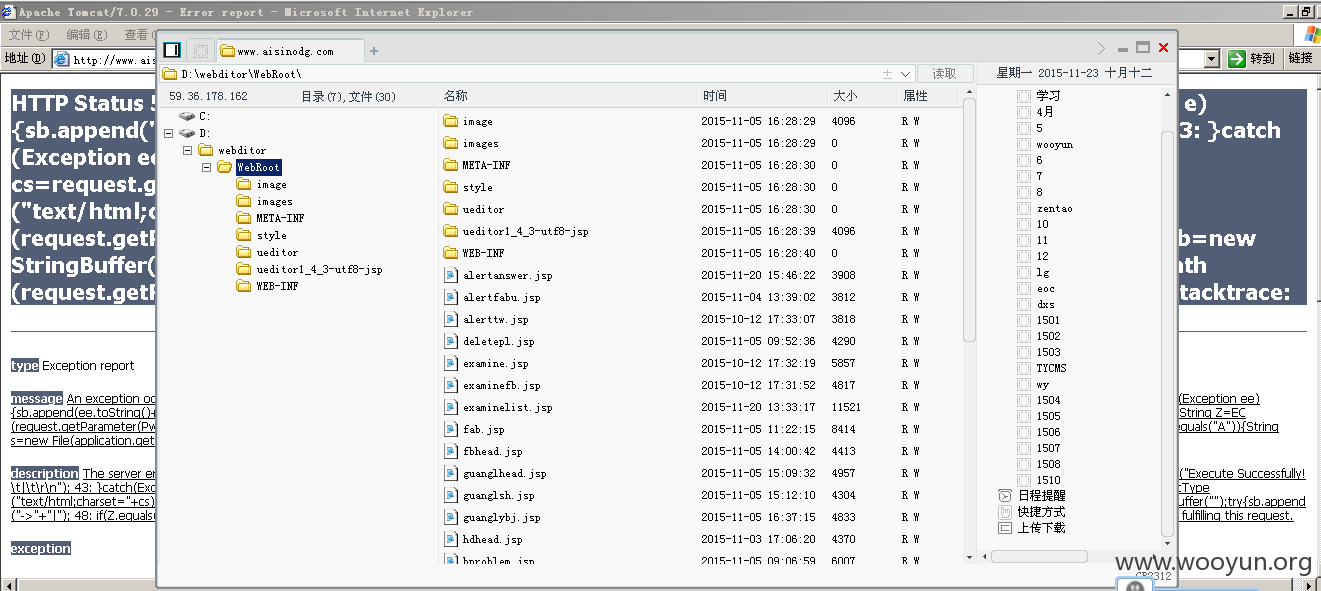 Apache Tomcat/7.0.29 - Error report - Microsoft Internet Explorer
文件(F) 编辑(E) 查看
地址(D) http://www.ais
转到 链接
www.aisinodg.com
D:\webditor\WebRoot\
读取
星期一 2015-11-23 十月十二
59.36.178.162 目录(7),文件(30)
名称 时间 大小 属性
C:
D:
webditor
WebRoot
image
images
META-INF
style
ueditor
ueditor1_4_3-utf8-jsp
WEB-INF
image 2015-11-05 16:28:29 4096 R W
images 2015-11-05 16:28:29 0 R W
META-INF 2015-11-05 16:28:30 0 R W
style 2015-11-05 16:28:30 0 R W
ueditor 2015-11-05 16:28:30 0 R W
ueditor1_4_3-utf8-jsp 2015-11-05 16:28:39 4096 R W
WEB-INF 2015-11-05 16:28:40 0 R W
alertanswer.jsp 2015-11-20 15:46:22 3908 R W
alertfabu.jsp 2015-11-04 13:39:02 3812 R W
alerttw.jsp 2015-10-12 17:33:07 3818 R W
deletepl.jsp 2015-11-05 09:52:36 4290 R W
examine.jsp 2015-10-12 17:32:19 5857 R W
examinefb.jsp 2015-10-12 17:31:52 4817 R W
examinelist.jsp 2015-11-20 13:33:17 11521 R W
fab.jsp 2015-11-05 11:22:15 8414 R W
fbhead.jsp 2015-11-05 14:00:42 4413 R W
guanglhead.jsp 2015-11-05 15:09:32 4957 R W
guanglsh.jsp 2015-11-05 15:12:10 4304 R W
guanglybj.jsp 2015-11-05 16:37:15 4833 R W
hdhead.jsp 2015-11-03 17:06:20 4370 R W
hproblem.jsp 2015-11-05 09:06:59 6007 R W
学习
4月
5
wooyun
6
7
8
zentao
10
11
12
lg
eoc
dxs
1501
1502
1503
TYCMS
wy
1504
1505
1506
1507
1508
1510
日程提醒
快捷方式
上传下载
GB2312
HTTP Status 5
{sb.append("
(Exception ee
cs=request.g
("text/html;c
(request.getP
StringBuffer(
(request.getP
e)
3: }catch
b=new
ath
tacktrace:
type Exception report
message An exception oc
{sb.append(ee.toString()+
(request.getParameter(Pw
s=new File(application.get
(Exception ee)
String Z=EC
quals("A")){String
description The server en
\t|\t\r\n"); 43: }catch(Exc
("text/html;charset="+cs)
("->"+"|"); 48: if(Z.equals
("Execute Successfully!
tType
uffer("");try{sb.append
fulfilling this request.
exception
www.wooyun.org